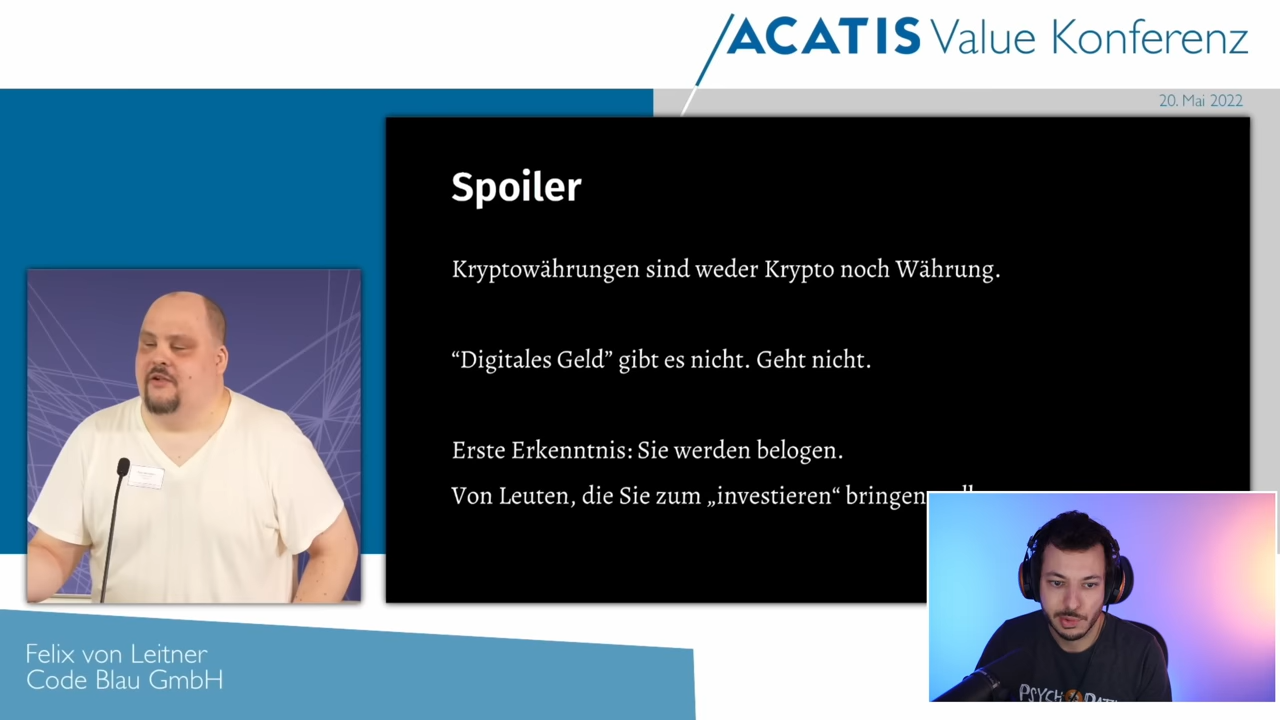 ACATIS Value Konferenz
20. Mai 2022
Spoiler
Kryptowährungen sind weder Krypto noch Währung.
“Digitales Geld” gibt es nicht. Geht nicht.
Erste Erkenntnis: Sie werden belogen.
Von Leuten, die Sie zum „investieren“ bringen
Felix von Leitner
Code Blau GmbH